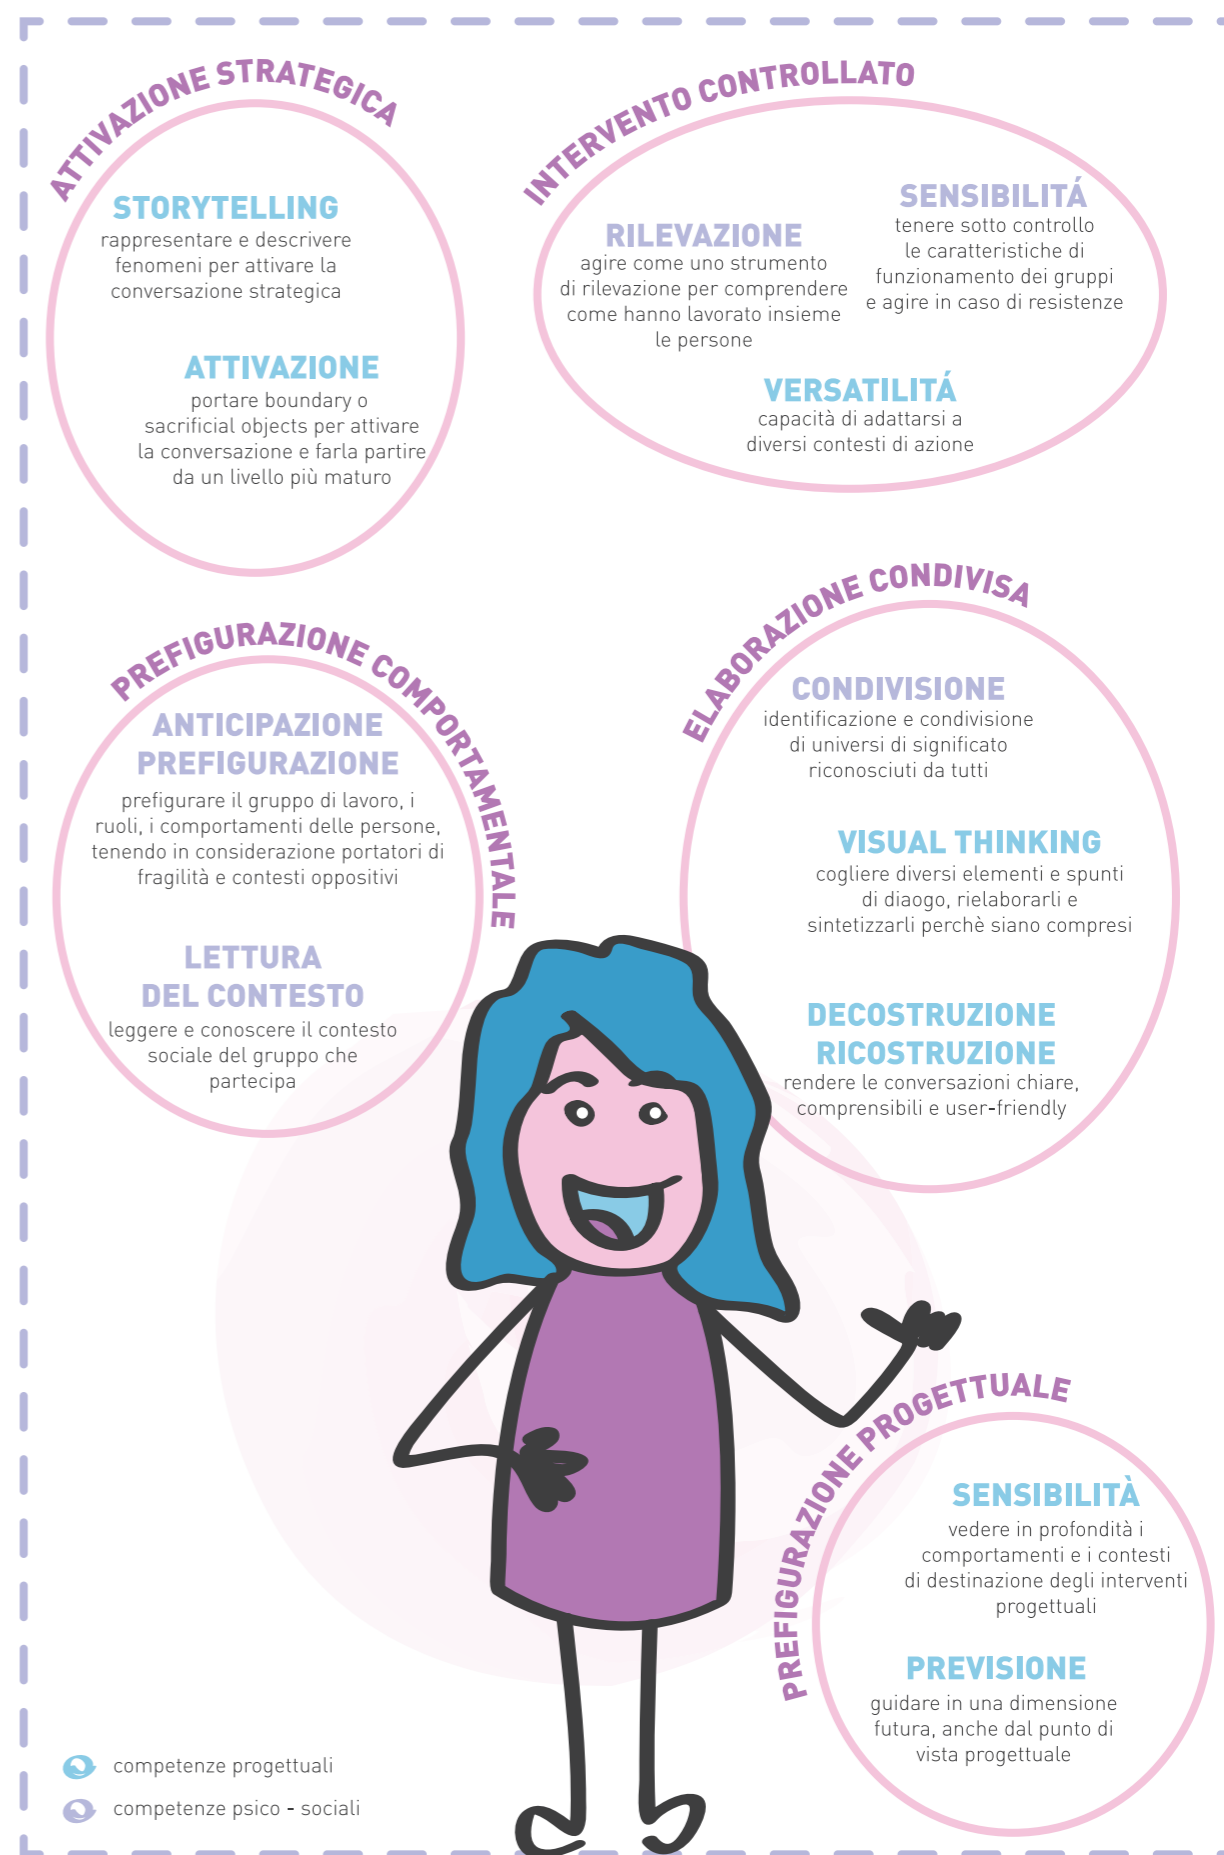 ATTIVAZIONE STRATEGICA
STORYTELLING
rappresentare e descrivere
fenomeni per attivare la
conversazione strategica
ATTIVAZIONE
portare boundary o
sacrificial objects per attivare
la conversazione e farla partire
da un livello più maturo
INTERVENTO CONTROLLATO
RILEVAZIONE
agire come uno strumento
di rilevazione per comprendere
come hanno lavorato insieme
le persone
SENSIBILITÁ
tenere sotto controllo
le caratteristiche di
funzionamento dei gruppi
e agire in caso di resistenze
VERSATILITÁ
capacità di adattarsi a
diversi contesti di azione
PREFIGURAZIONE COMPORTAMENTALE
ANTICIPAZIONE
PREFIGURAZIONE
prefigurare il gruppo di lavoro, i
ruoli, i comportamenti delle persone,
tenendo in considerazione portatori di
fragilità e contesti oppositivi
LETTURA
DEL CONTESTO
leggere e conoscere il contesto
sociale del gruppo che
partecipa
ELABORAZIONE CONDIVISA
CONDIVISIONE
identificazione e condivisione
di universi di significato
riconosciuti da tutti
VISUAL THINKING
cogliere diversi elementi e spunti
di diaogo, rielaborarli e
sintetizzarli perchè siano compresi
DECOSTRUZIONE
RICOSTRUZIONE
rendere le conversazioni chiare,
comprensibili e user-friendly
PREFIGURAZIONE PROGETTUALE
SENSIBILITÀ
vedere in profondità i
comportamenti e i contesti
di destinazione degli interventi
progettuali
PREVISIONE
guidare in una dimensione
futura, anche dal punto di
vista progettuale
competenze progettuali
competenze psico - sociali